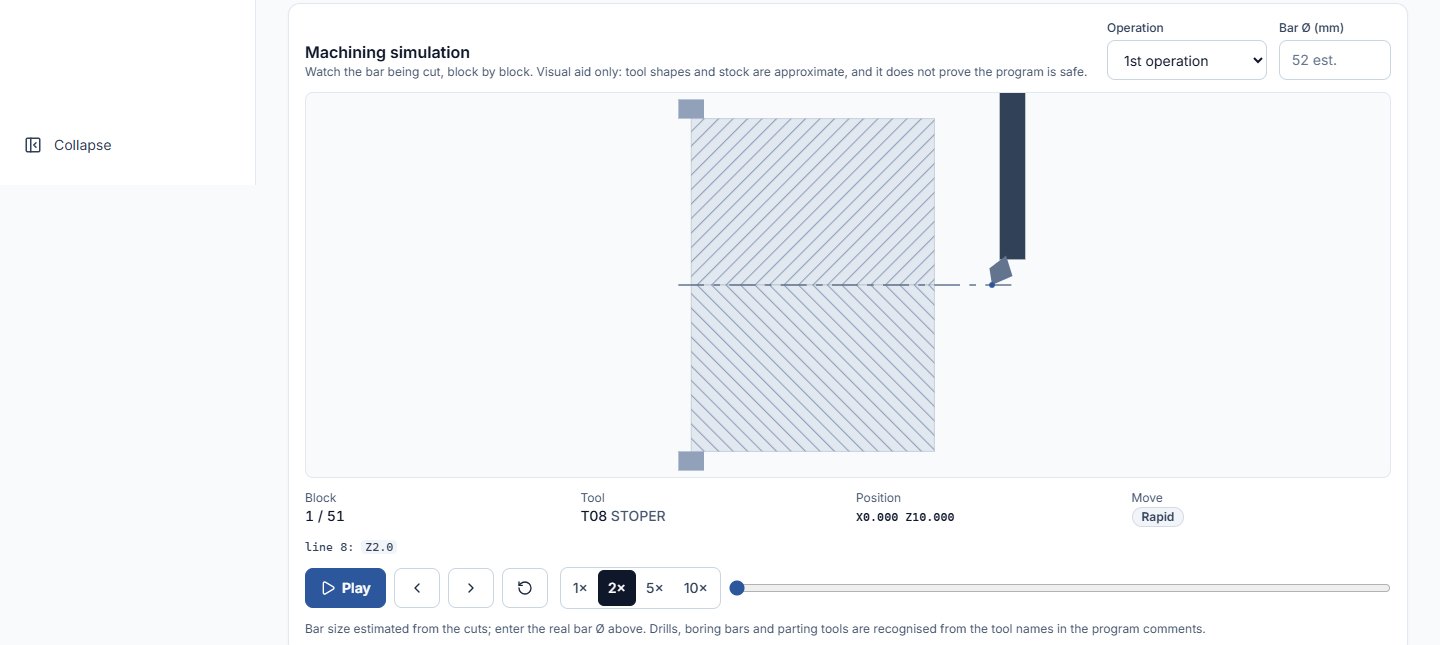 Collapse
Machining simulation
Watch the bar being cut, block by block. Visual aid only: tool shapes and stock are approximate, and it does not prove the program is safe.
Operation
1st operation
Bar Ø (mm)
52 est.
Block
1 / 51
Tool
T08 STOPER
Position
X0.000 Z10.000
Move
Rapid
line 8: Z2.0
Play
1×
2×
5×
10×
Bar size estimated from the cuts; enter the real bar Ø above. Drills, boring bars and parting tools are recognised from the tool names in the program comments.